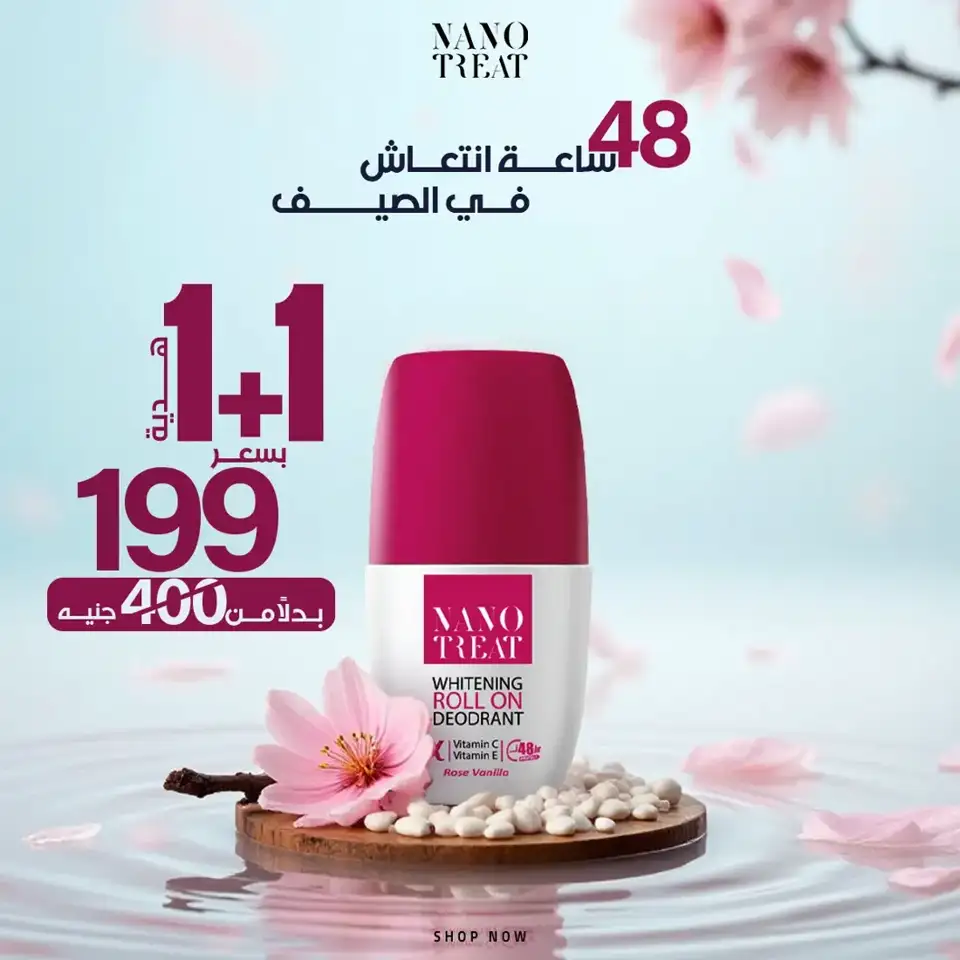 NANO
TREAT
48 ساعة انتعاش
في الصيف
1+1
هدية
بسعر
199
بدلاً من 400 جنيه
NANO
TREAT
WHITENING
ROLL ON
DEODRANT
Vitamin C
Vitamin E
48
Rose Vanilla
SHOP NOW